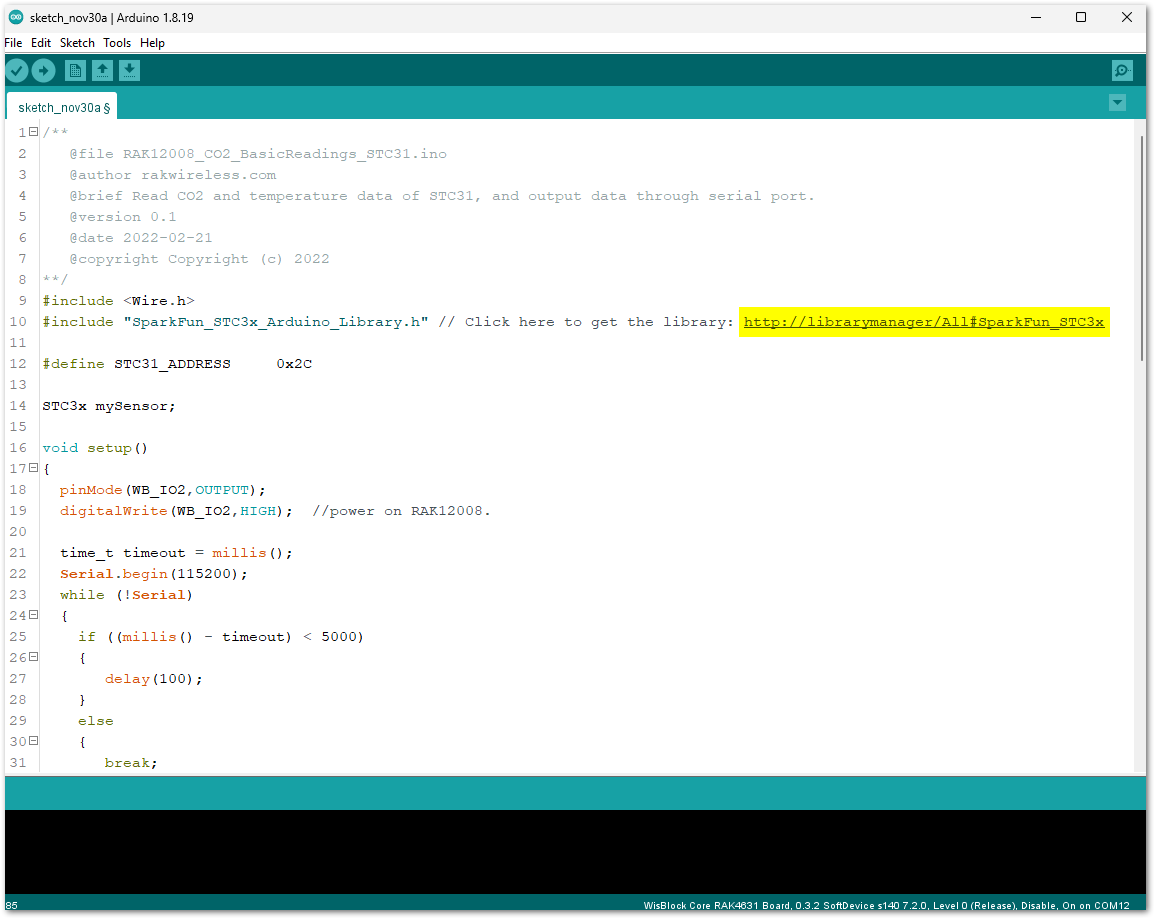 sketch_nov30a | Arduino 1.8.19
File Edit Sketch Tools Help
sketch_nov30a §
1 /**
2 @file RAK12008_CO2_BasicReadings_STC31.ino
3 @author rakwireless.com
4 @brief Read CO2 and temperature data of STC31, and output data through serial port.
5 @version 0.1
6 @date 2022-02-21
7 @copyright Copyright (c) 2022
8 **/
9 #include <Wire.h>
10 #include "SparkFun_STC3x_Arduino_Library.h" // Click here to get the library: http://librarymanager/All#SparkFun_STC3x
11
12 #define STC31_ADDRESS 0x2C
13
14 STC3x mySensor;
15
16 void setup()
17 {
18 pinMode(WB_IO2,OUTPUT);
19 digitalWrite(WB_IO2,HIGH); //power on RAK12008.
20
21 time_t timeout = millis();
22 Serial.begin(115200);
23 while (!Serial)
24 {
25 if ((millis() - timeout) < 5000)
26 {
27 delay(100);
28 }
29 else
30 {
31 break;
85 WisBlock Core RAK4631 Board, 0.3.2 SoftDevice s140 7.2.0, Level 0 (Release), Disable, On on COM12